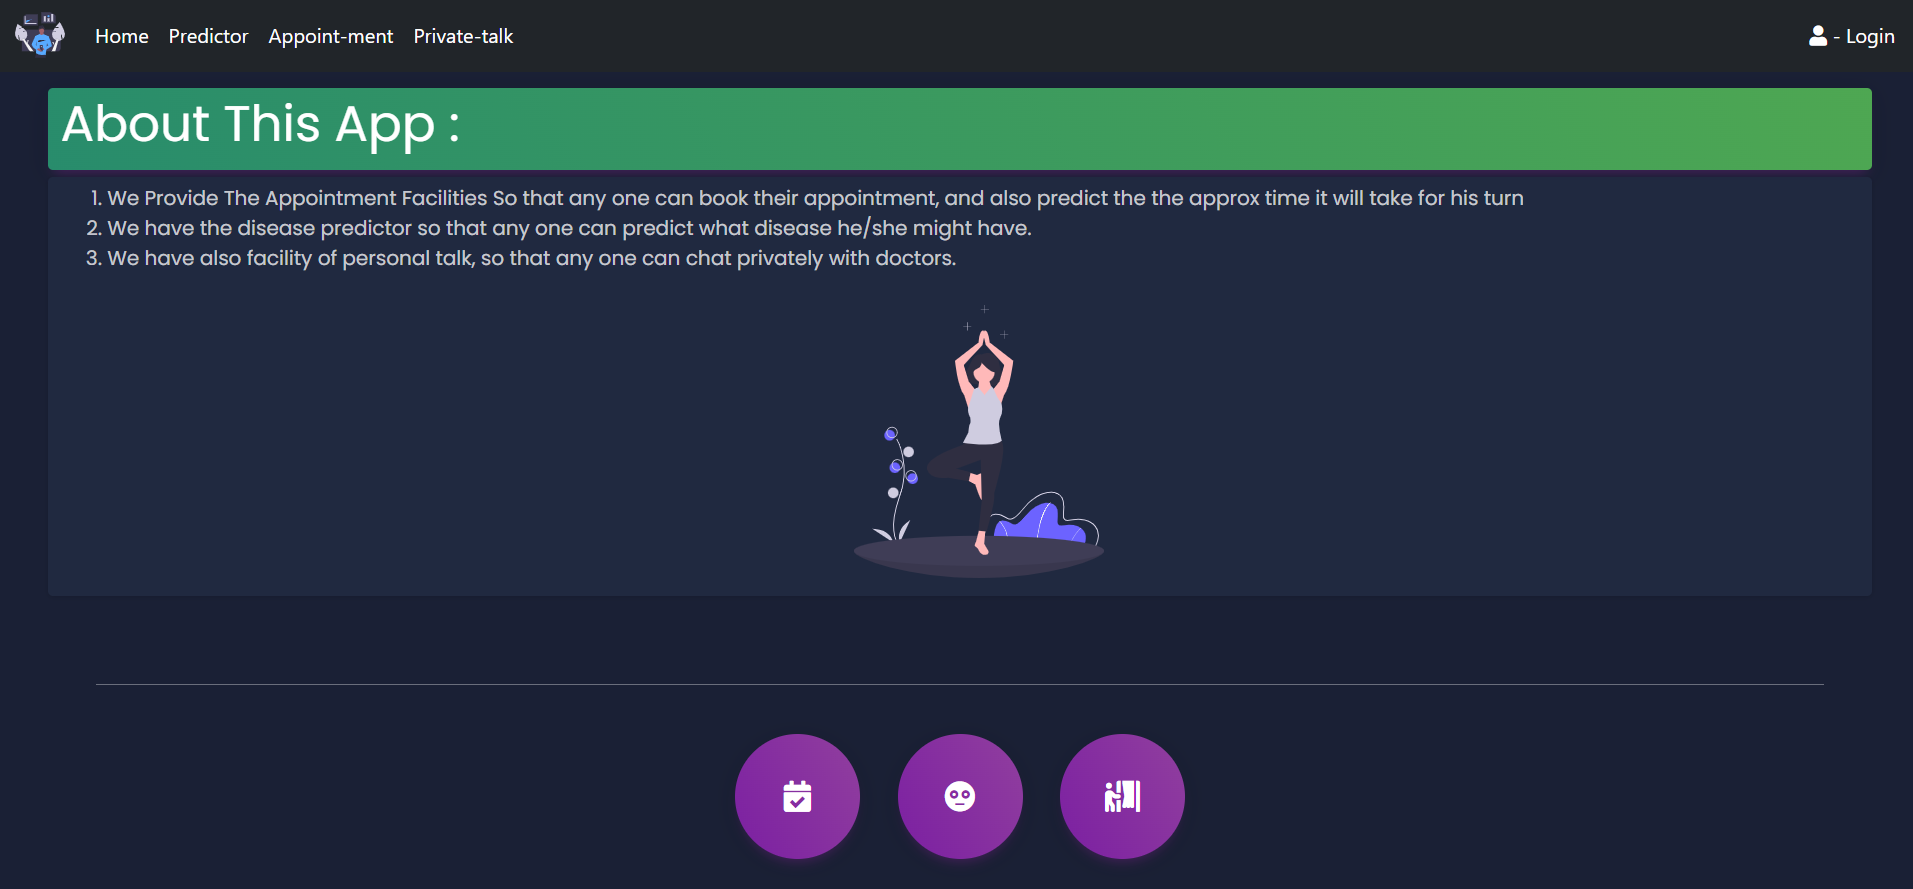 Home Predictor Appoint-ment Private-talk - Login
About This App :
1. We Provide The Appointment Facilities So that any one can book their appointment, and also predict the the approx time it will take for his turn
2. We have the disease predictor so that any one can predict what disease he/she might have.
3. We have also facility of personal talk, so that any one can chat privately with doctors.